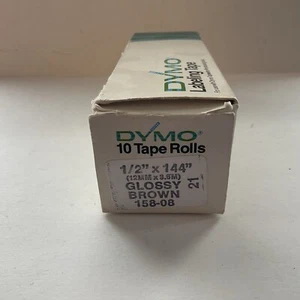 DYMO
Labeling Tape
DYMO®
10 Tape Rolls
1/2" x 144"
(12MM x 3.6M)
GLOSSY
BROWN
158-08
21